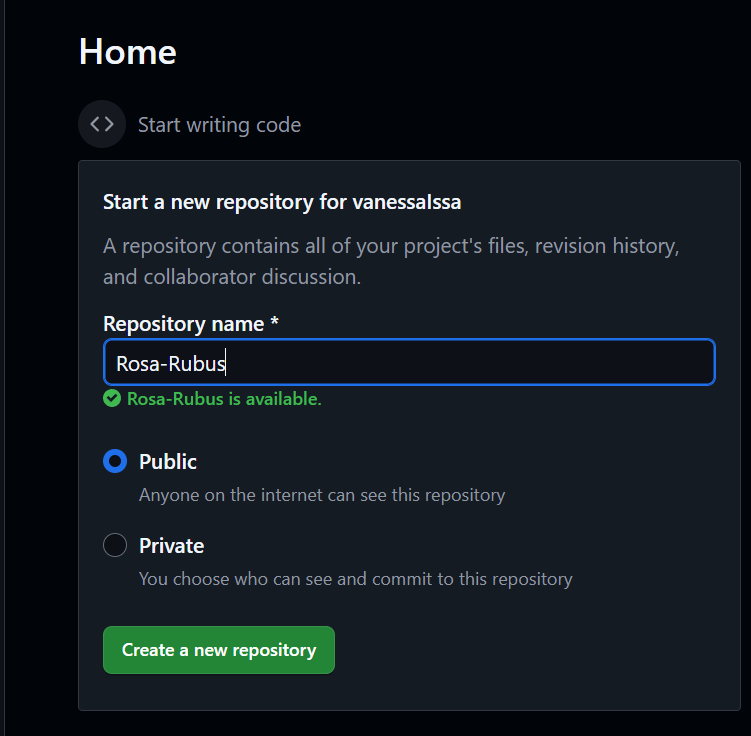 Home
Start writing code
Start a new repository for vanessalssa
A repository contains all of your project's files, revision history,
and collaborator discussion.
Repository name *
Rosa-Rubus
Rosa-Rubus is available.
Public
Anyone on the internet can see this repository
Private
You choose who can see and commit to this repository
Create a new repository